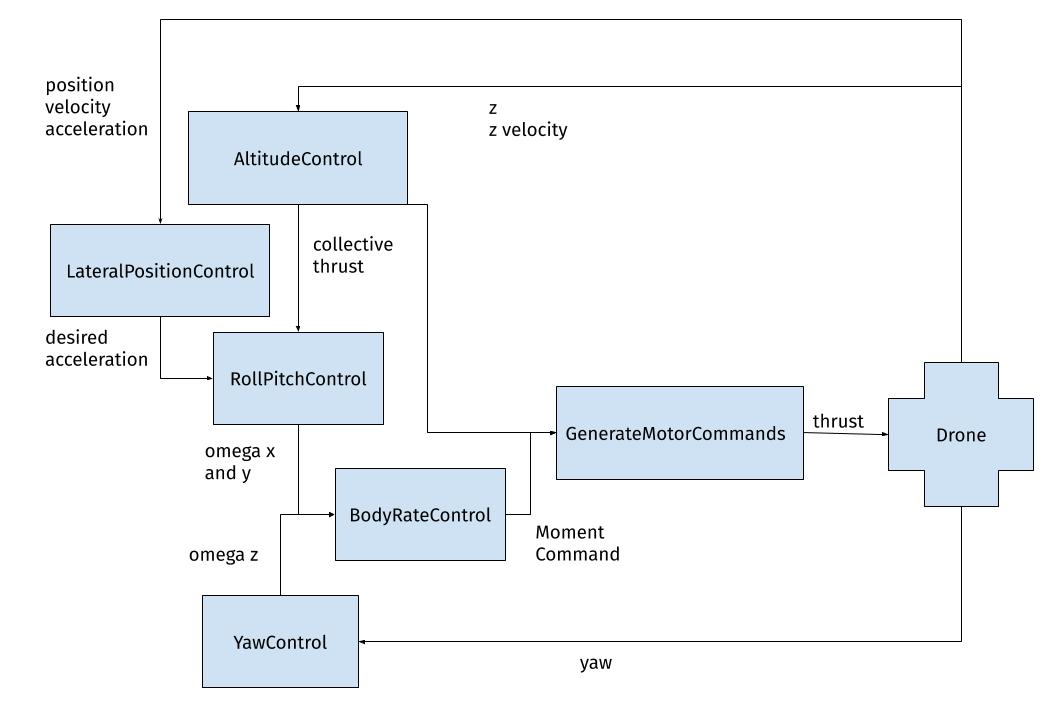 position
velocity
acceleration
z
z velocity
AltitudeControl
collective
thrust
LateralPositionControl
desired
acceleration
RollPitchControl
thrust
GenerateMotorCommands
Drone
omega x
and y
BodyRateControl
Moment
Command
omega z
YawControl
yaw